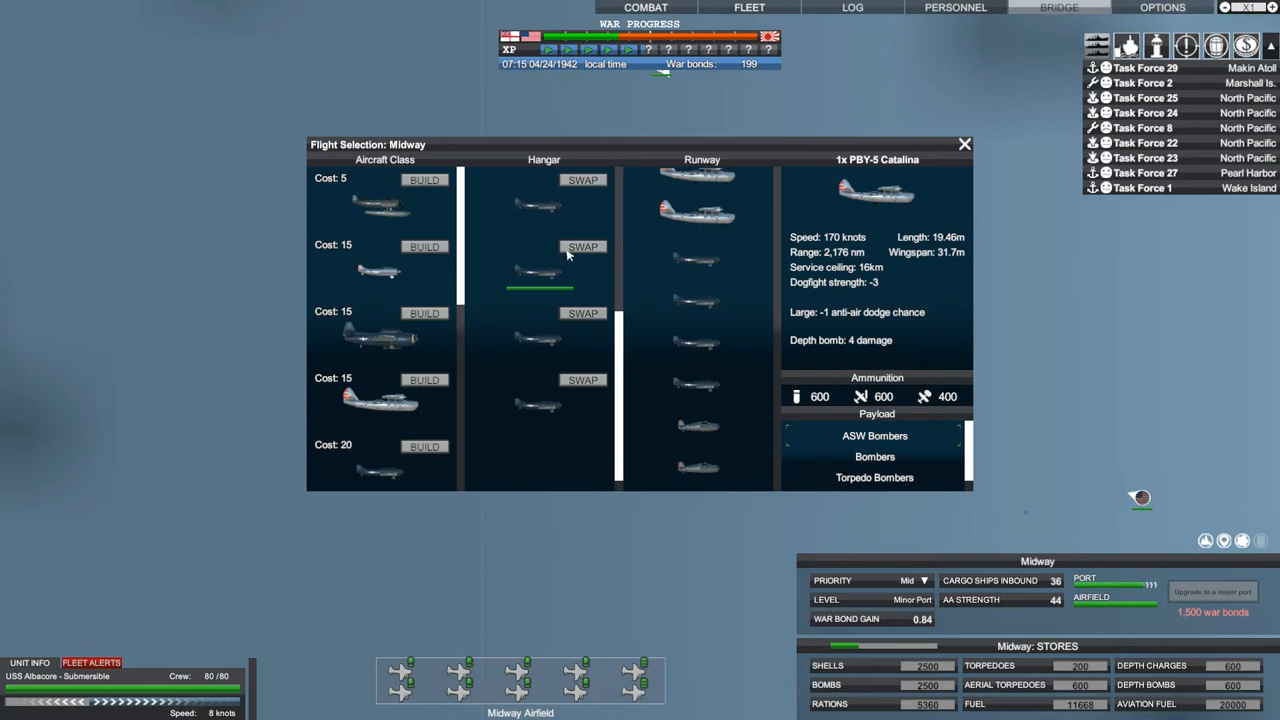 COMBAT FLEET LOG PERSONNEL BRIDGE OPTIONS - X1 +
WAR PROGRESS
XP ? ? ? ? ? ? ?
07:15 04/24/1942 local time War bonds: 199
Task Force 29 Makin Atoll
Task Force 2 Marshall Is.
Task Force 25 North Pacific
Task Force 24 North Pacific
Task Force 8 North Pacific
Task Force 22 North Pacific
Task Force 23 North Pacific
Task Force 27 Pearl Harbor
Task Force 1 Wake Island
Flight Selection: Midway
Aircraft Class Hangar Runway 1x PBY-5 Catalina
Cost: 5 BUILD SWAP
Cost: 15 BUILD SWAP
Cost: 15 BUILD SWAP
Cost: 15 BUILD SWAP
Cost: 20 BUILD
Speed: 170 knots Length: 19.46m
Range: 2,176 nm Wingspan: 31.7m
Service ceiling: 16km
Dogfight strength: -3
Large: -1 anti-air dodge chance
Depth bomb: 4 damage
Ammunition
600 600 400
Payload
ASW Bombers
Bombers
Torpedo Bombers
Midway
PRIORITY Mid CARGO SHIPS INBOUND 36 PORT
LEVEL Minor Port AA STRENGTH 44 AIRFIELD
WAR BOND GAIN 0.84
Upgrade to a major port
1,500 war bonds
Midway: STORES
SHELLS 2500 TORPEDOES 200 DEPTH CHARGES 600
BOMBS 2500 AERIAL TORPEDOES 600 DEPTH BOMBS 600
RATIONS 5360 FUEL 11668 AVIATION FUEL 20000
UNIT INFO FLEET ALERTS
USS Albacore - Submersible Crew: 80/80
Speed: 8 knots
Midway Airfield